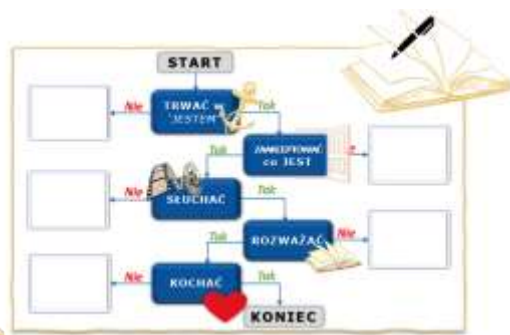 START
Nie
TRWAĆ w
"JESTEM"
Tak
ZAAKCEPTOWAĆ
co JEST
Nie
Tak
SŁUCHAĆ
Tak
Tak
ROZWAŻAĆ
Nie
Nie
KOCHAĆ
Tak
KONIEC